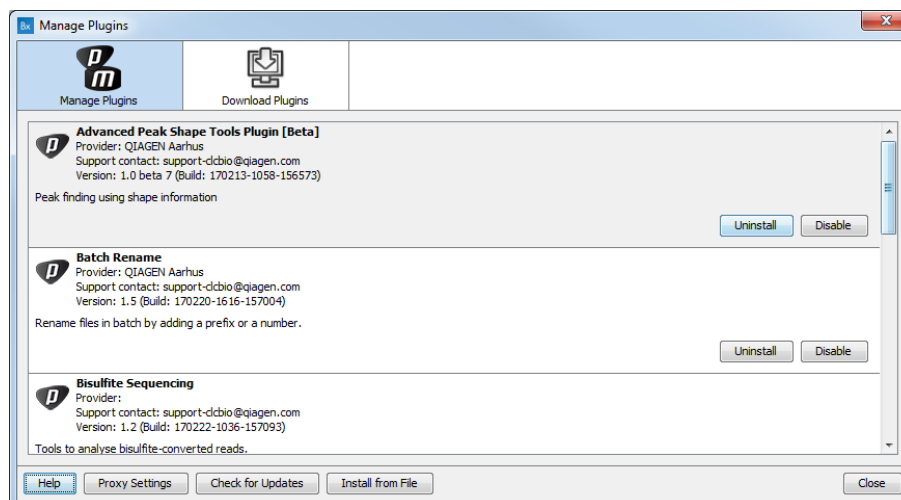 Bx Manage Plugins
Manage Plugins
Download Plugins
Advanced Peak Shape Tools Plugin [Beta]
Provider: QIAGEN Aarhus
Support contact: support-clcbio@qiagen.com
Version: 1.0 beta 7 (Build: 170213-1058-156573)
Peak finding using shape information
Uninstall Disable
Batch Rename
Provider: QIAGEN Aarhus
Support contact: support-clcbio@qiagen.com
Version: 1.5 (Build: 170220-1616-157004)
Rename files in batch by adding a prefix or a number.
Uninstall Disable
Bisulfite Sequencing
Provider:
Support contact: support-clcbio@qiagen.com
Version: 1.2 (Build: 170222-1036-157093)
Tools to analyse bisulfite-converted reads.
Help Proxy Settings Check for Updates Install from File Close